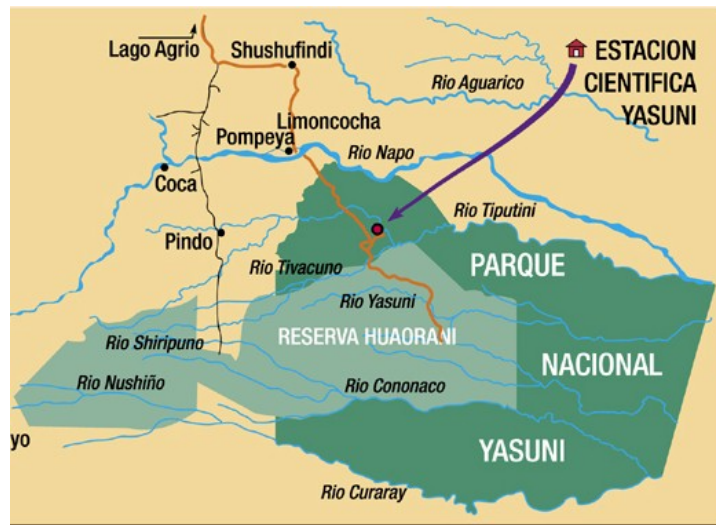 Lago Agrio
Shushufindi
ESTACION
CIENTIFICA
YASUNI
Rio Aguarico
Limoncocha
Pompeya
Rio Napo
Coca
Rio Tiputini
Pindo
PARQUE
Rio Tivacuno
Rio Yasuni
RESERVA HUAORANI
Rio Shiripuno
NACIONAL
Rio Nushiño
Rio Cononaco
yo
YASUNI
Rio Curaray